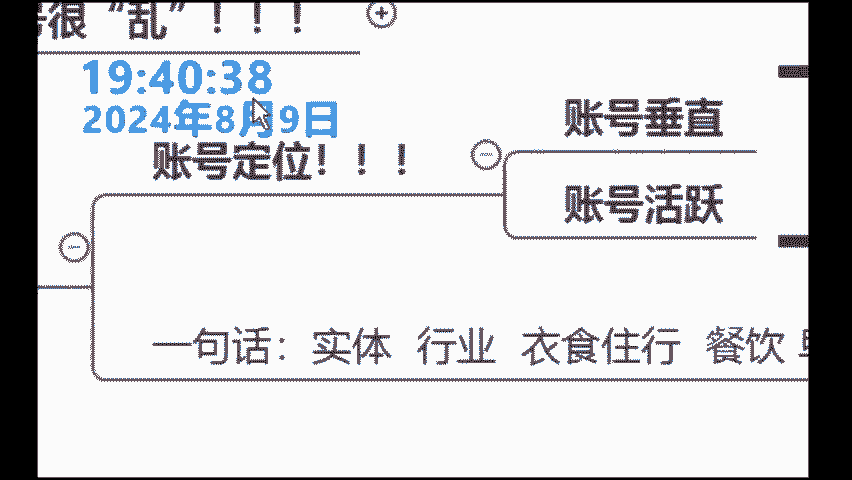 号很“乱”！！！
19:40:38
2024年8月9日
账号定位！！！
账号垂直
账号活跃
一句话：实体 行业 衣食住行 餐饮